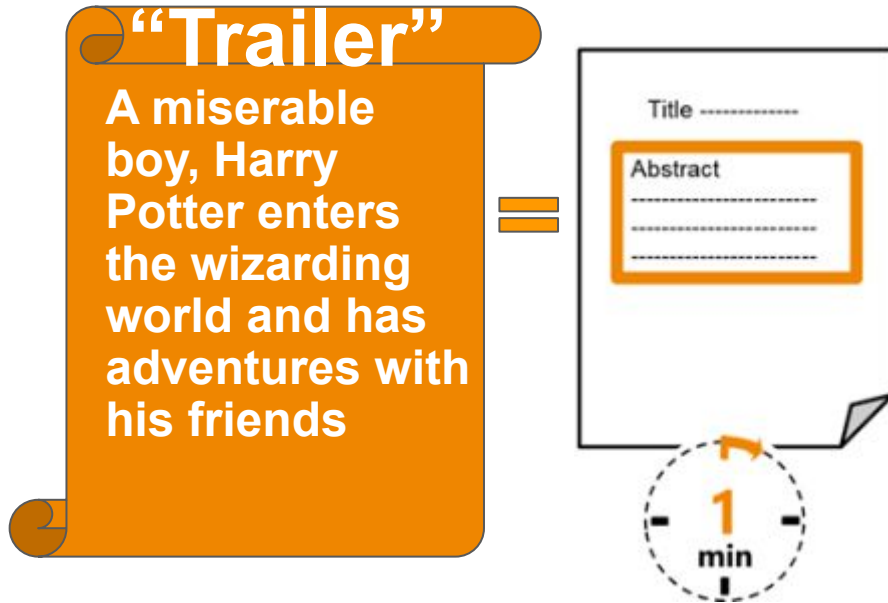 “Trailer”
A miserable
boy, Harry
Potter enters
the wizarding
world and has
adventures with
his friends
Title -------------
Abstract
------------------------
------------------------
------------------------
1
min